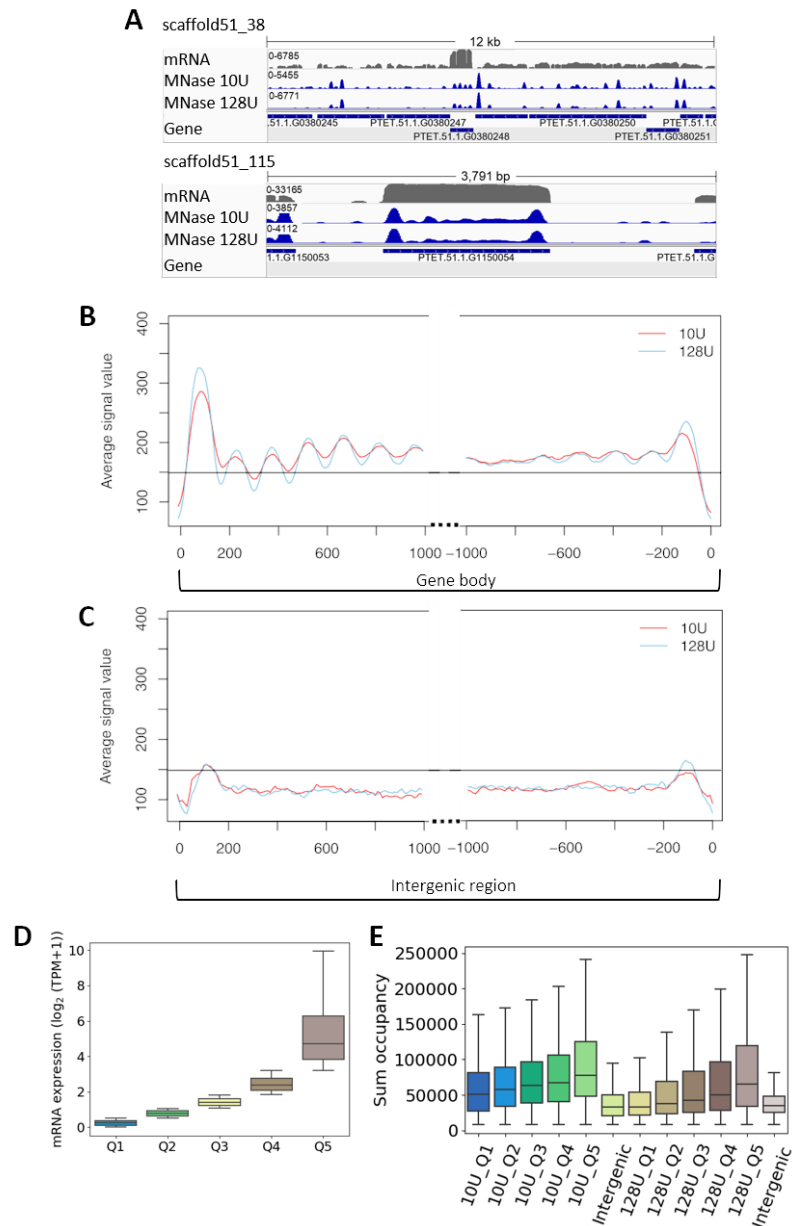 A
scaffold51_38
12 kb
mRNA
0-6785
MNase 10U
0-5455
MNase 128U
0-6771
.51.1.G0380245
PTET.51.1.G0380247
PTET.51.1.G0380250
PTET.51.1.G
Gene
PTET.51.1.G0380248
PTET.51.1.G0380251
scaffold51_115
3,791 bp
mRNA
0-33165
MNase 10U
0-3857
MNase 128U
0-4112
1.1.G1150053
PTET.51.1.G1150054
PTET.51.1.G
Gene
B
Average signal value
400
300
200
100
10U
128U
0 200 600 1000 -1000 -600 -200 0
Gene body
C
Average signal value
400
300
200
100
10U
128U
0 200 600 1000 -1000 -600 -200 0
Intergenic region
D
mRNA expression (log2 (TPM+1))
10
8
6
4
2
0
Q1 Q2 Q3 Q4 Q5
E
Sum occupancy
250000
200000
150000
100000
50000
0
10U_Q1
10U_Q2
10U_Q3
10U_Q4
10U_Q5
Intergenic
128U_Q1
128U_Q2
128U_Q3
128U_Q4
128U_Q5
Intergenic